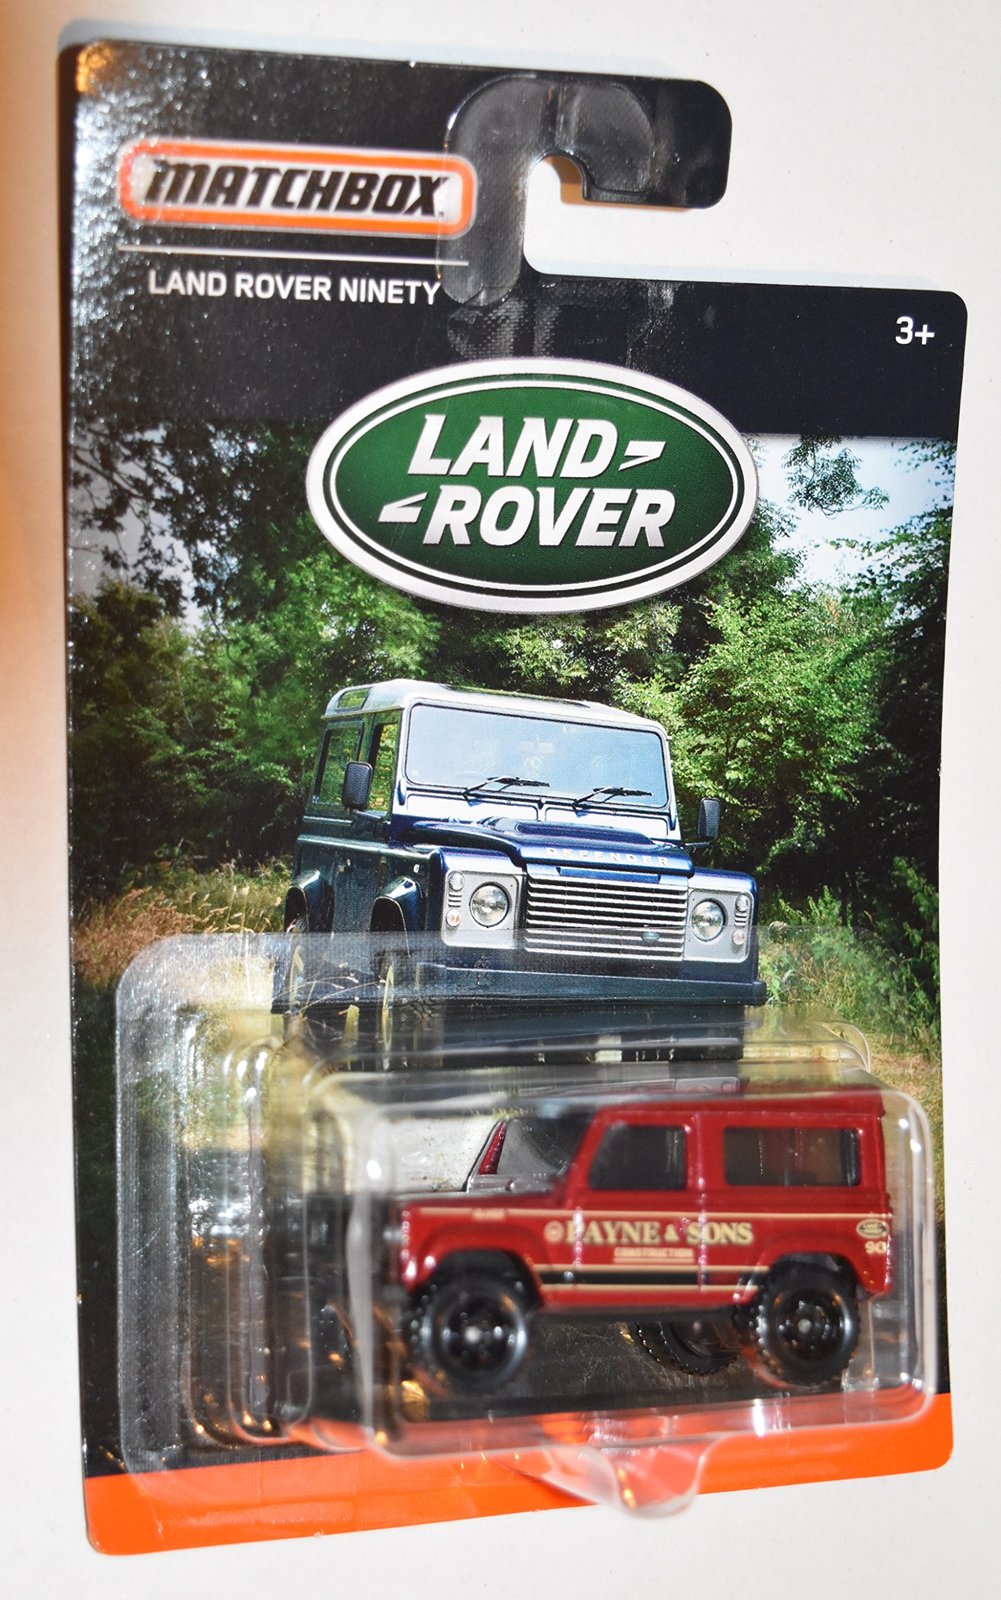 MATCHBOX
LAND ROVER NINETY
3+
LAND
ROVER
DEFENDER
PAYNE & SONS
CONSTRUCTION
90